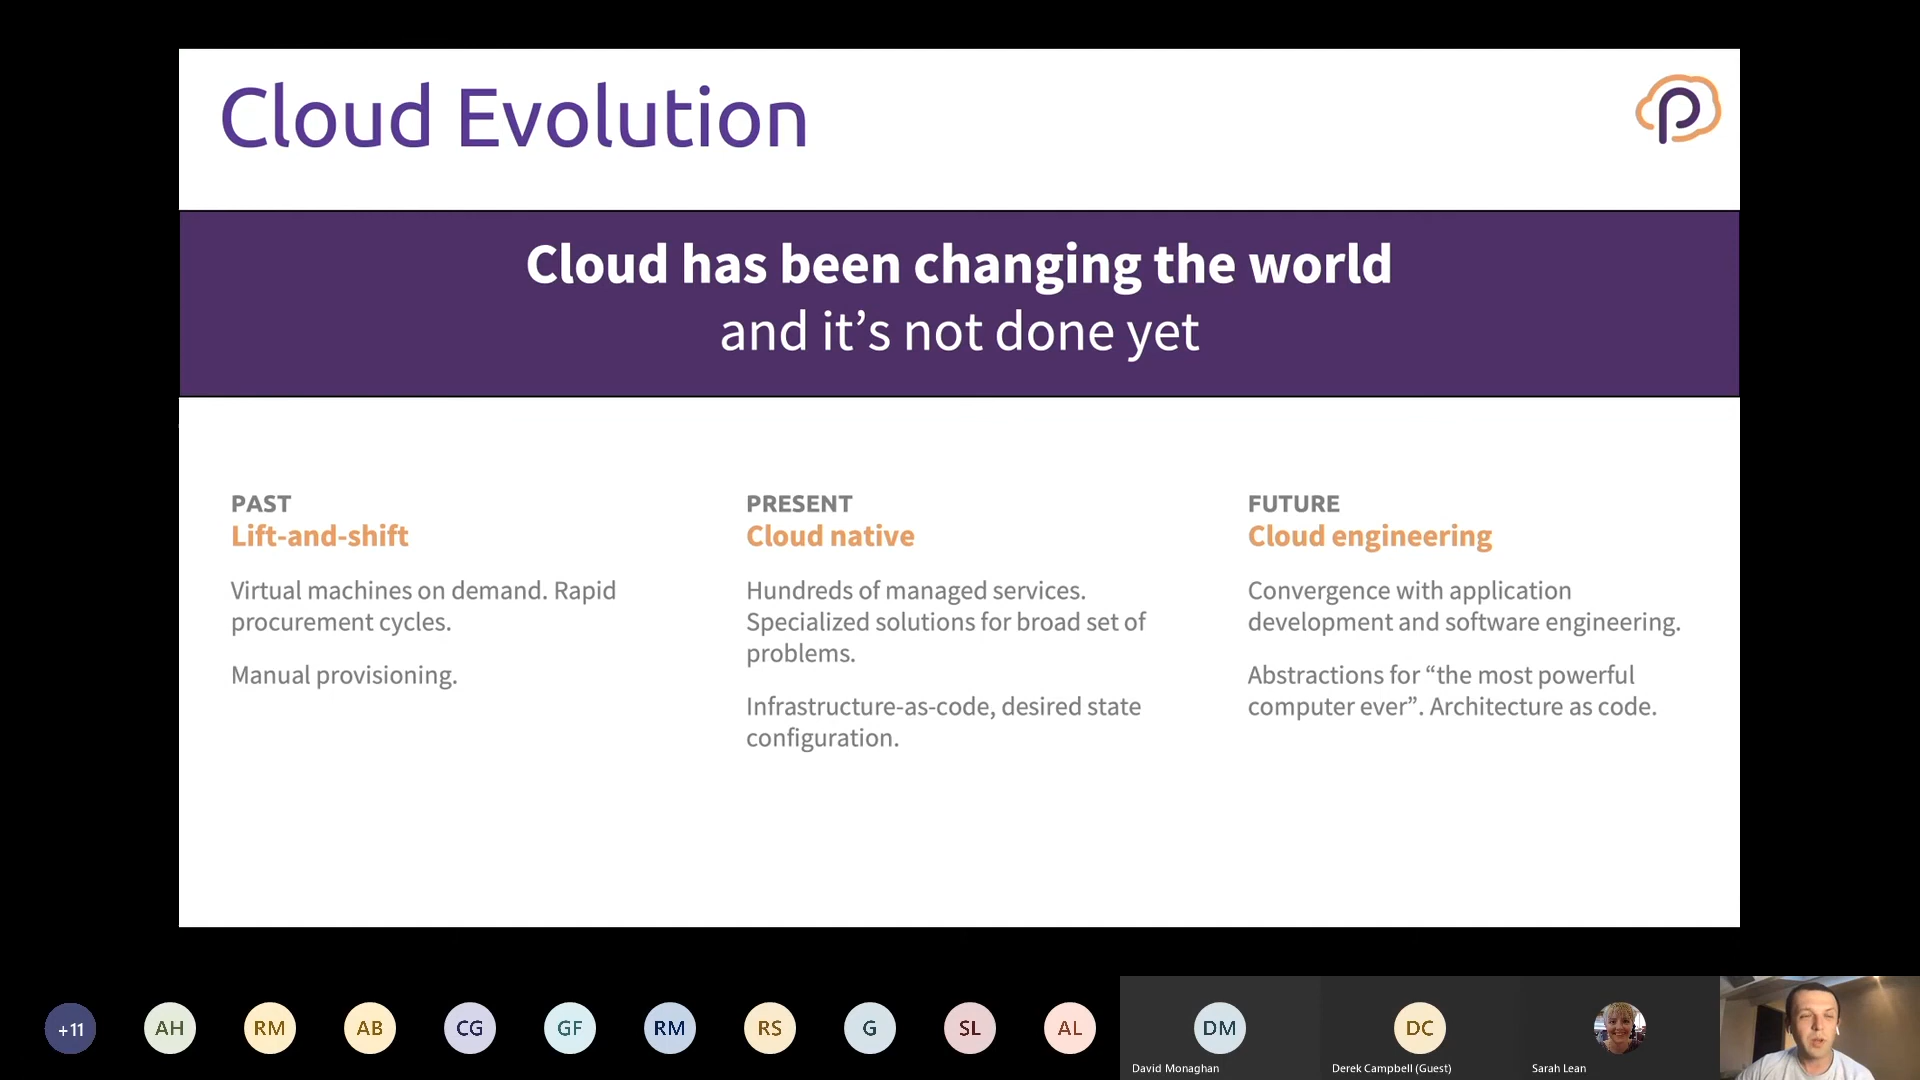 Cloud Evolution
Cloud has been changing the world
and it’s not done yet
PAST
Lift-and-shift
Virtual machines on demand. Rapid
procurement cycles.
Manual provisioning.
PRESENT
Cloud native
Hundreds of managed services.
Specialized solutions for broad set of
problems.
Infrastructure-as-code, desired state
configuration.
FUTURE
Cloud engineering
Convergence with application
development and software engineering.
Abstractions for “the most powerful
computer ever”. Architecture as code.
+11
AH
RM
AB
CG
GF
RM
RS
G
SL
AL
DM
David Monaghan
DC
Derek Campbell (Guest)
Sarah Lean